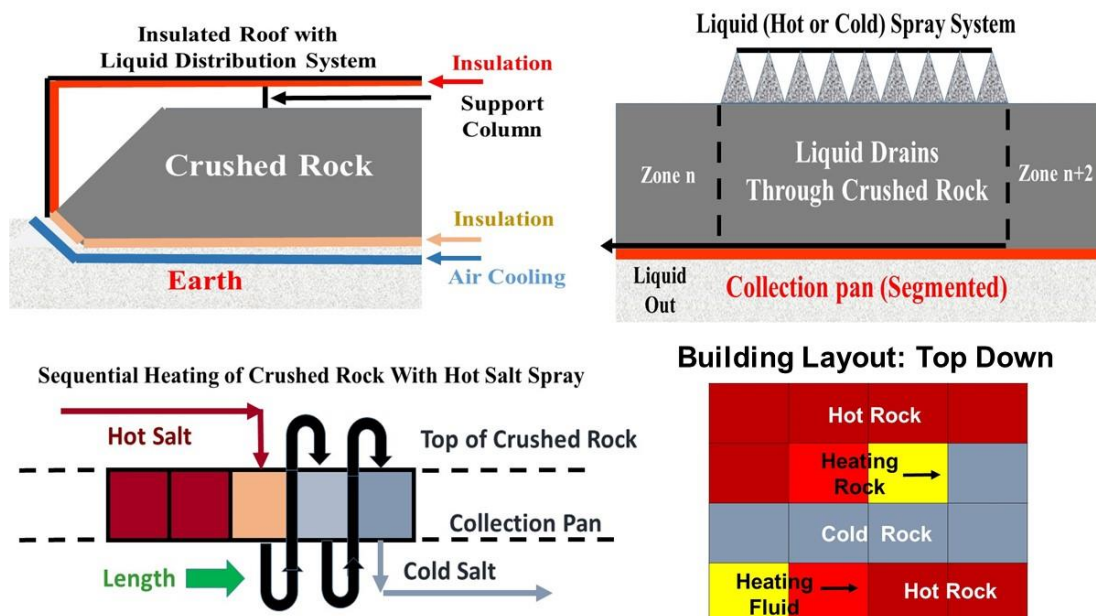 Insulated Roof with
Liquid Distribution System
Insulation
Support
Column
Crushed Rock
Insulation
Earth
Air Cooling
Liquid (Hot or Cold) Spray System
Zone n
Liquid Drains
Through Crushed Rock
Zone n+2
Liquid
Out
Collection pan (Segmented)
Sequential Heating of Crushed Rock With Hot Salt Spray
Hot Salt
Top of Crushed Rock
Collection Pan
Length
Cold Salt
Building Layout: Top Down
Hot Rock
Heating
Rock
Cold Rock
Heating
Fluid
Hot Rock